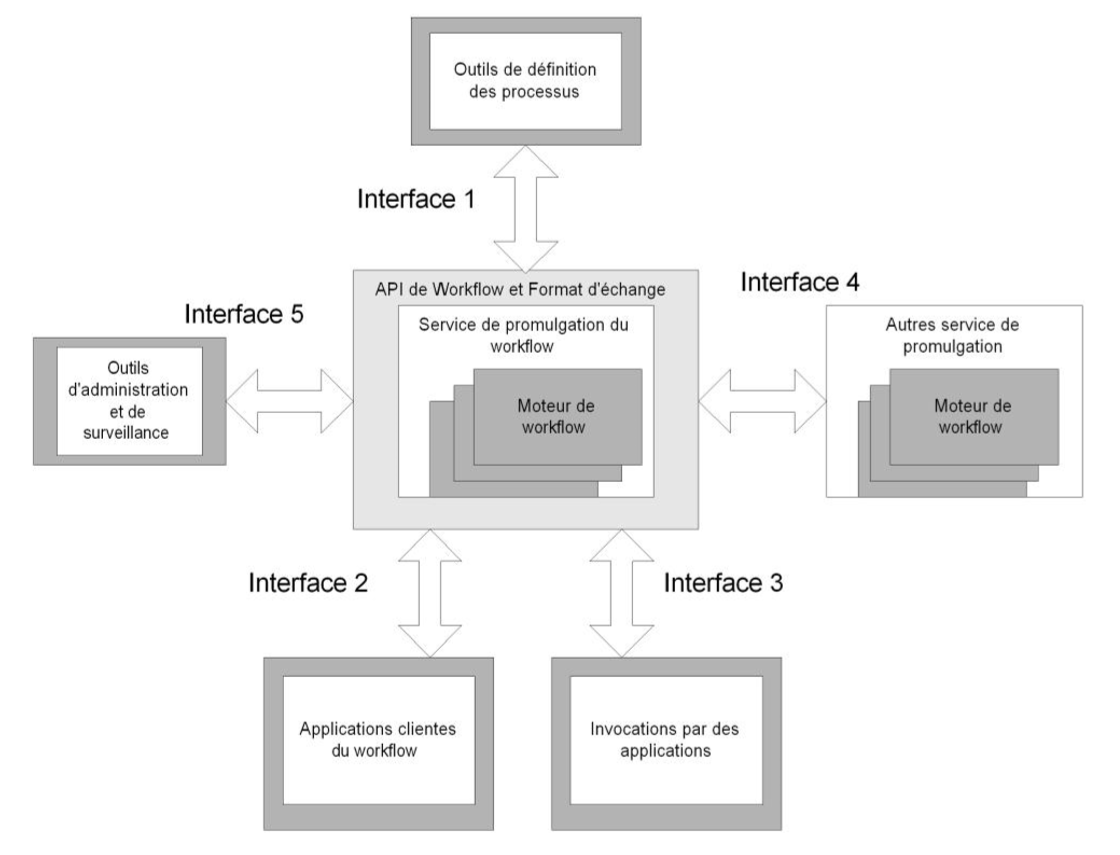 Outils de définition
des processus
Interface 1
API de Workflow et Format d'échange
Interface 4
Interface 5
Service de promulgation du
workflow
Autres service de
promulgation
Outils
d'administration
et de
surveillance
Moteur de
workflow
Moteur de
workflow
Interface 2
Interface 3
Applications clientes
du workflow
Invocations par des
applications